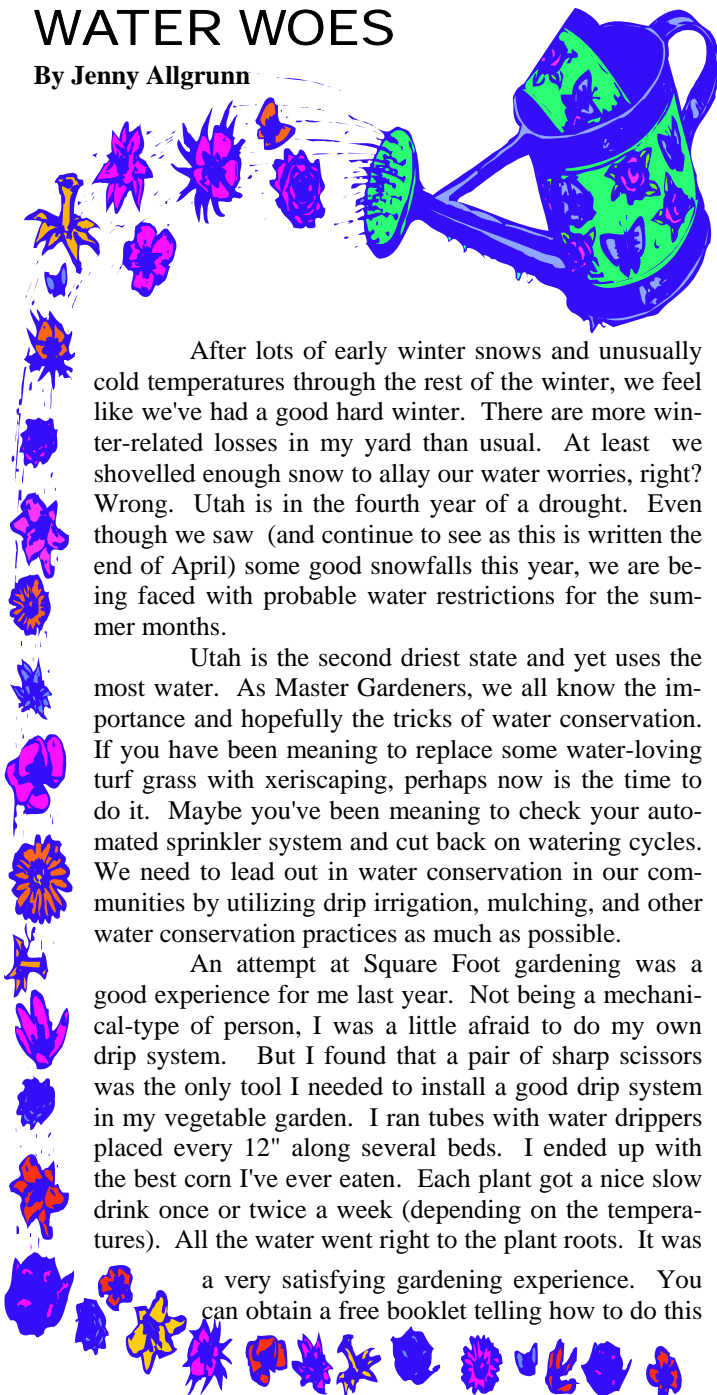 WATER WOES
By Jenny Allgrunn
After lots of early winter snows and unusually
cold temperatures through the rest of the winter, we feel
like we've had a good hard winter. There are more win-
ter-related losses in my yard than usual. At least we
shovelled enough snow to allay our water worries, right?
Wrong. Utah is in the fourth year of a drought. Even
though we saw (and continue to see as this is written the
end of April) some good snowfalls this year, we are be-
ing faced with probable water restrictions for the sum-
mer months.
Utah is the second driest state and yet uses the
most water. As Master Gardeners, we all know the im-
portance and hopefully the tricks of water conservation.
If you have been meaning to replace some water-loving
turf grass with xeriscaping, perhaps now is the time to
do it. Maybe you've been meaning to check your auto-
mated sprinkler system and cut back on watering cycles.
We need to lead out in water conservation in our com-
munities by utilizing drip irrigation, mulching, and other
water conservation practices as much as possible.
An attempt at Square Foot gardening was a
good experience for me last year. Not being a mechani-
cal-type of person, I was a little afraid to do my own
drip system. But I found that a pair of sharp scissors
was the only tool I needed to install a good drip system
in my vegetable garden. I ran tubes with water drippers
placed every 12" along several beds. I ended up with
the best corn I've ever eaten. Each plant got a nice slow
drink once or twice a week (depending on the tempera-
tures). All the water went right to the plant roots. It was
a very satisfying gardening experience. You
can obtain a free booklet telling how to do this